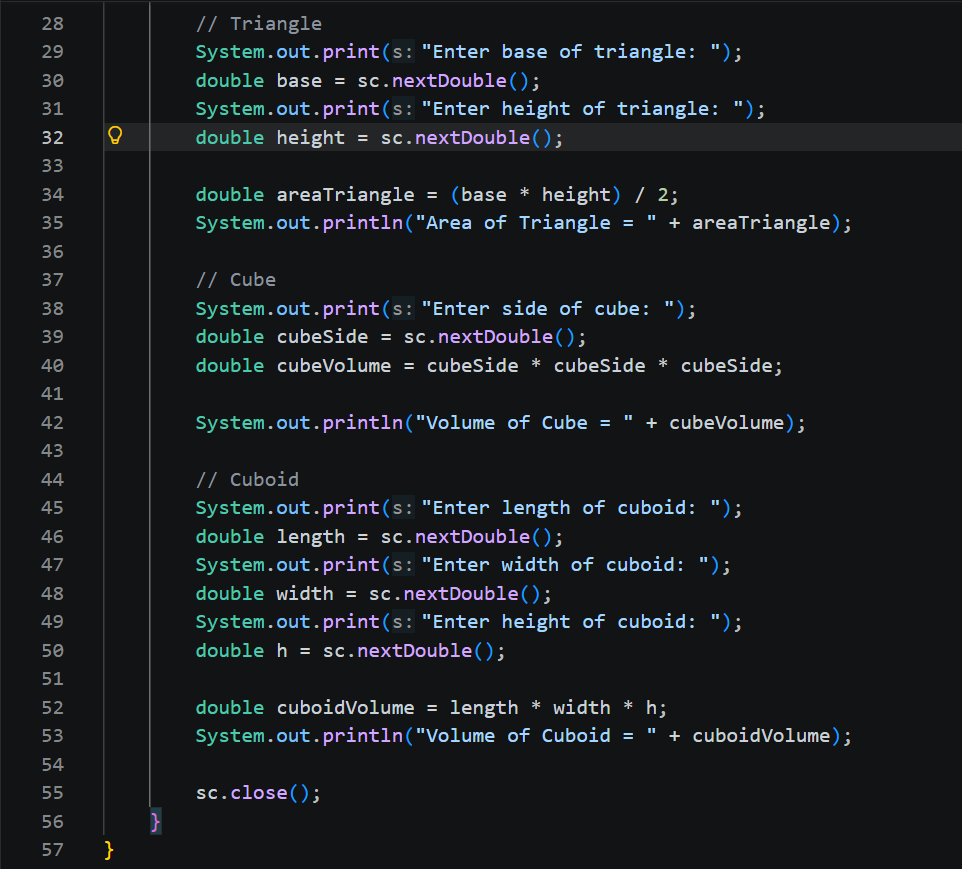 28 // Triangle
29 System.out.print(s: "Enter base of triangle: ");
30 double base = sc.nextDouble();
31 System.out.print(s: "Enter height of triangle: ");
32 double height = sc.nextDouble();
33
34 double areaTriangle = (base * height) / 2;
35 System.out.println("Area of Triangle = " + areaTriangle);
36
37 // Cube
38 System.out.print(s: "Enter side of cube: ");
39 double cubeSide = sc.nextDouble();
40 double cubeVolume = cubeSide * cubeSide * cubeSide;
41
42 System.out.println("Volume of Cube = " + cubeVolume);
43
44 // Cuboid
45 System.out.print(s: "Enter length of cuboid: ");
46 double length = sc.nextDouble();
47 System.out.print(s: "Enter width of cuboid: ");
48 double width = sc.nextDouble();
49 System.out.print(s: "Enter height of cuboid: ");
50 double h = sc.nextDouble();
51
52 double cuboidVolume = length * width * h;
53 System.out.println("Volume of Cuboid = " + cuboidVolume);
54
55 sc.close();
56 }
57 }